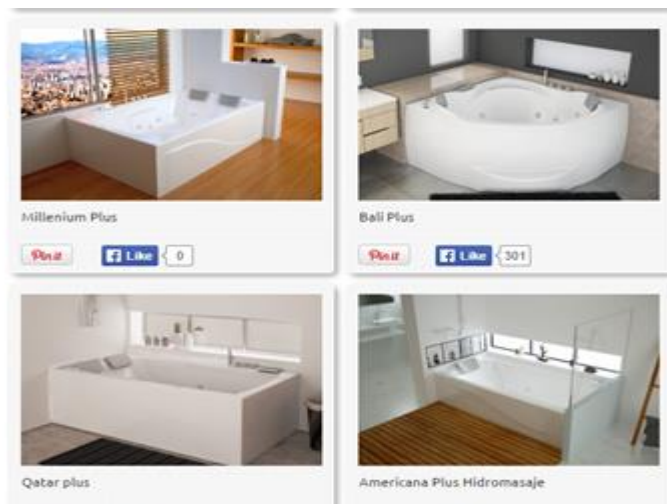 Millenium Plus
Bali Plus
Pin it
Like 0
Pin it
Like 301
Qatar plus
Americana Plus Hidromasaje